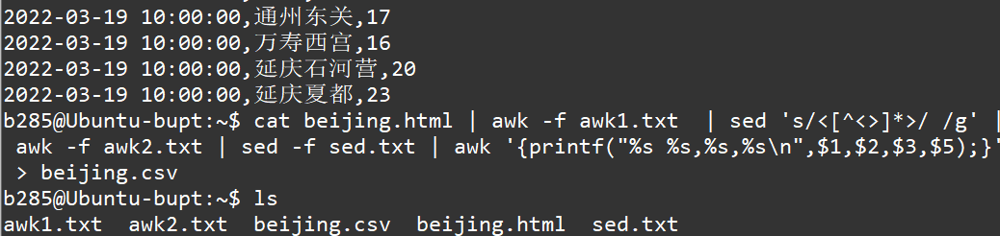 2022-03-19 10:00:00,通州东关,17
2022-03-19 10:00:00,万寿西宫,16
2022-03-19 10:00:00,延庆石河营,20
2022-03-19 10:00:00,延庆夏都,23
b285@Ubuntu-bupt:~$ cat beijing.html | awk -f awk1.txt  | sed 's/<[^<>]*>/ /g' |
 awk -f awk2.txt | sed -f sed.txt | awk '{printf("%s %s,%s,%s\n",$1,$2,$3,$5);}'
 > beijing.csv
b285@Ubuntu-bupt:~$ ls
awk1.txt  awk2.txt  beijing.csv  beijing.html  sed.txt